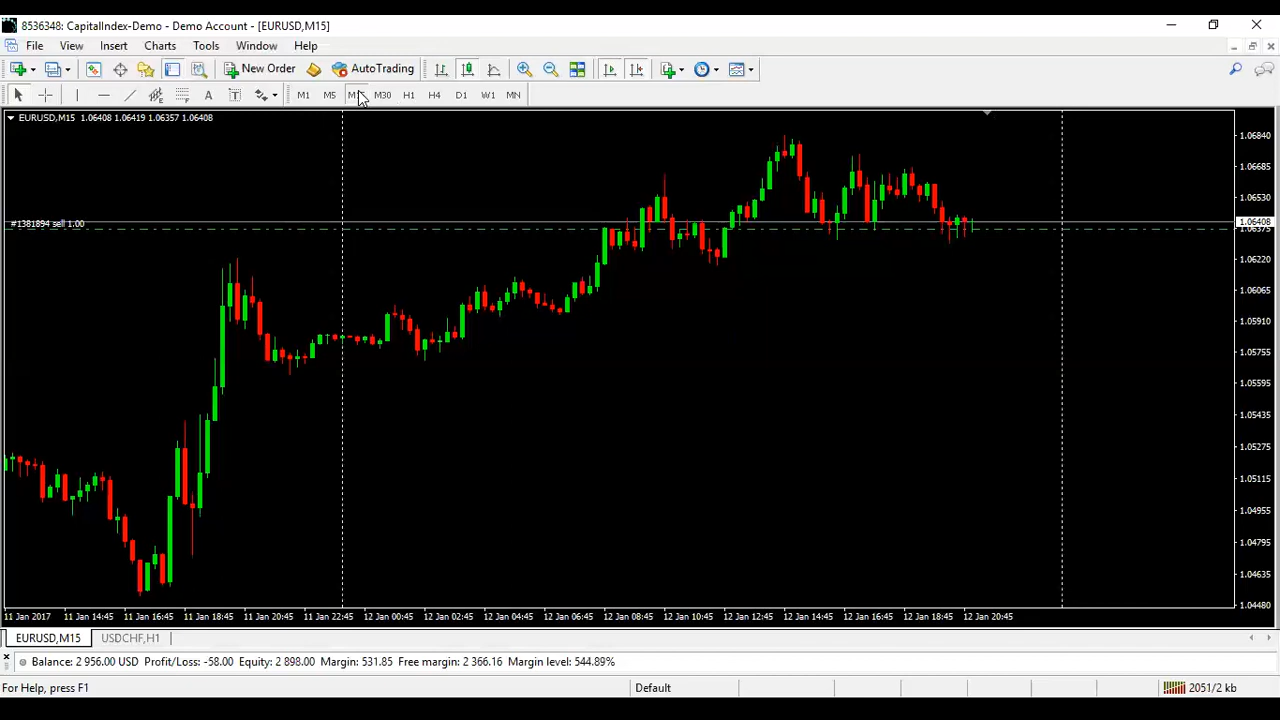 8536348: CapitalIndex-Demo - Demo Account - [EURUSD,M15]
File View Insert Charts Tools Window Help
New Order AutoTrading
A T M1 M5 M30 H1 H4 D1 W1 MN
EURUSD,M15 1.06408 1.06419 1.06357 1.06408
1.06840
1.06685
1.06530
#1381894 sell 1.00
1.06408
1.06375
1.06220
1.06065
1.05910
1.05755
1.05595
1.05435
1.05275
1.05115
1.04955
1.04795
1.04635
1.04480
11 Jan 2017 11 Jan 14:45 11 Jan 16:45 11 Jan 18:45 11 Jan 20:45 11 Jan 22:45 12 Jan 00:45 12 Jan 02:45 12 Jan 04:45 12 Jan 06:45 12 Jan 08:45 12 Jan 10:45 12 Jan 12:45 12 Jan 14:45 12 Jan 16:45 12 Jan 18:45 12 Jan 20:45
EURUSD,M15 USDCHF,H1
Balance: 2 956.00 USD Profit/Loss: -58.00 Equity: 2 898.00 Margin: 531.85 Free margin: 2 366.16 Margin level: 544.89%
For Help, press F1 Default 2051/2 kb